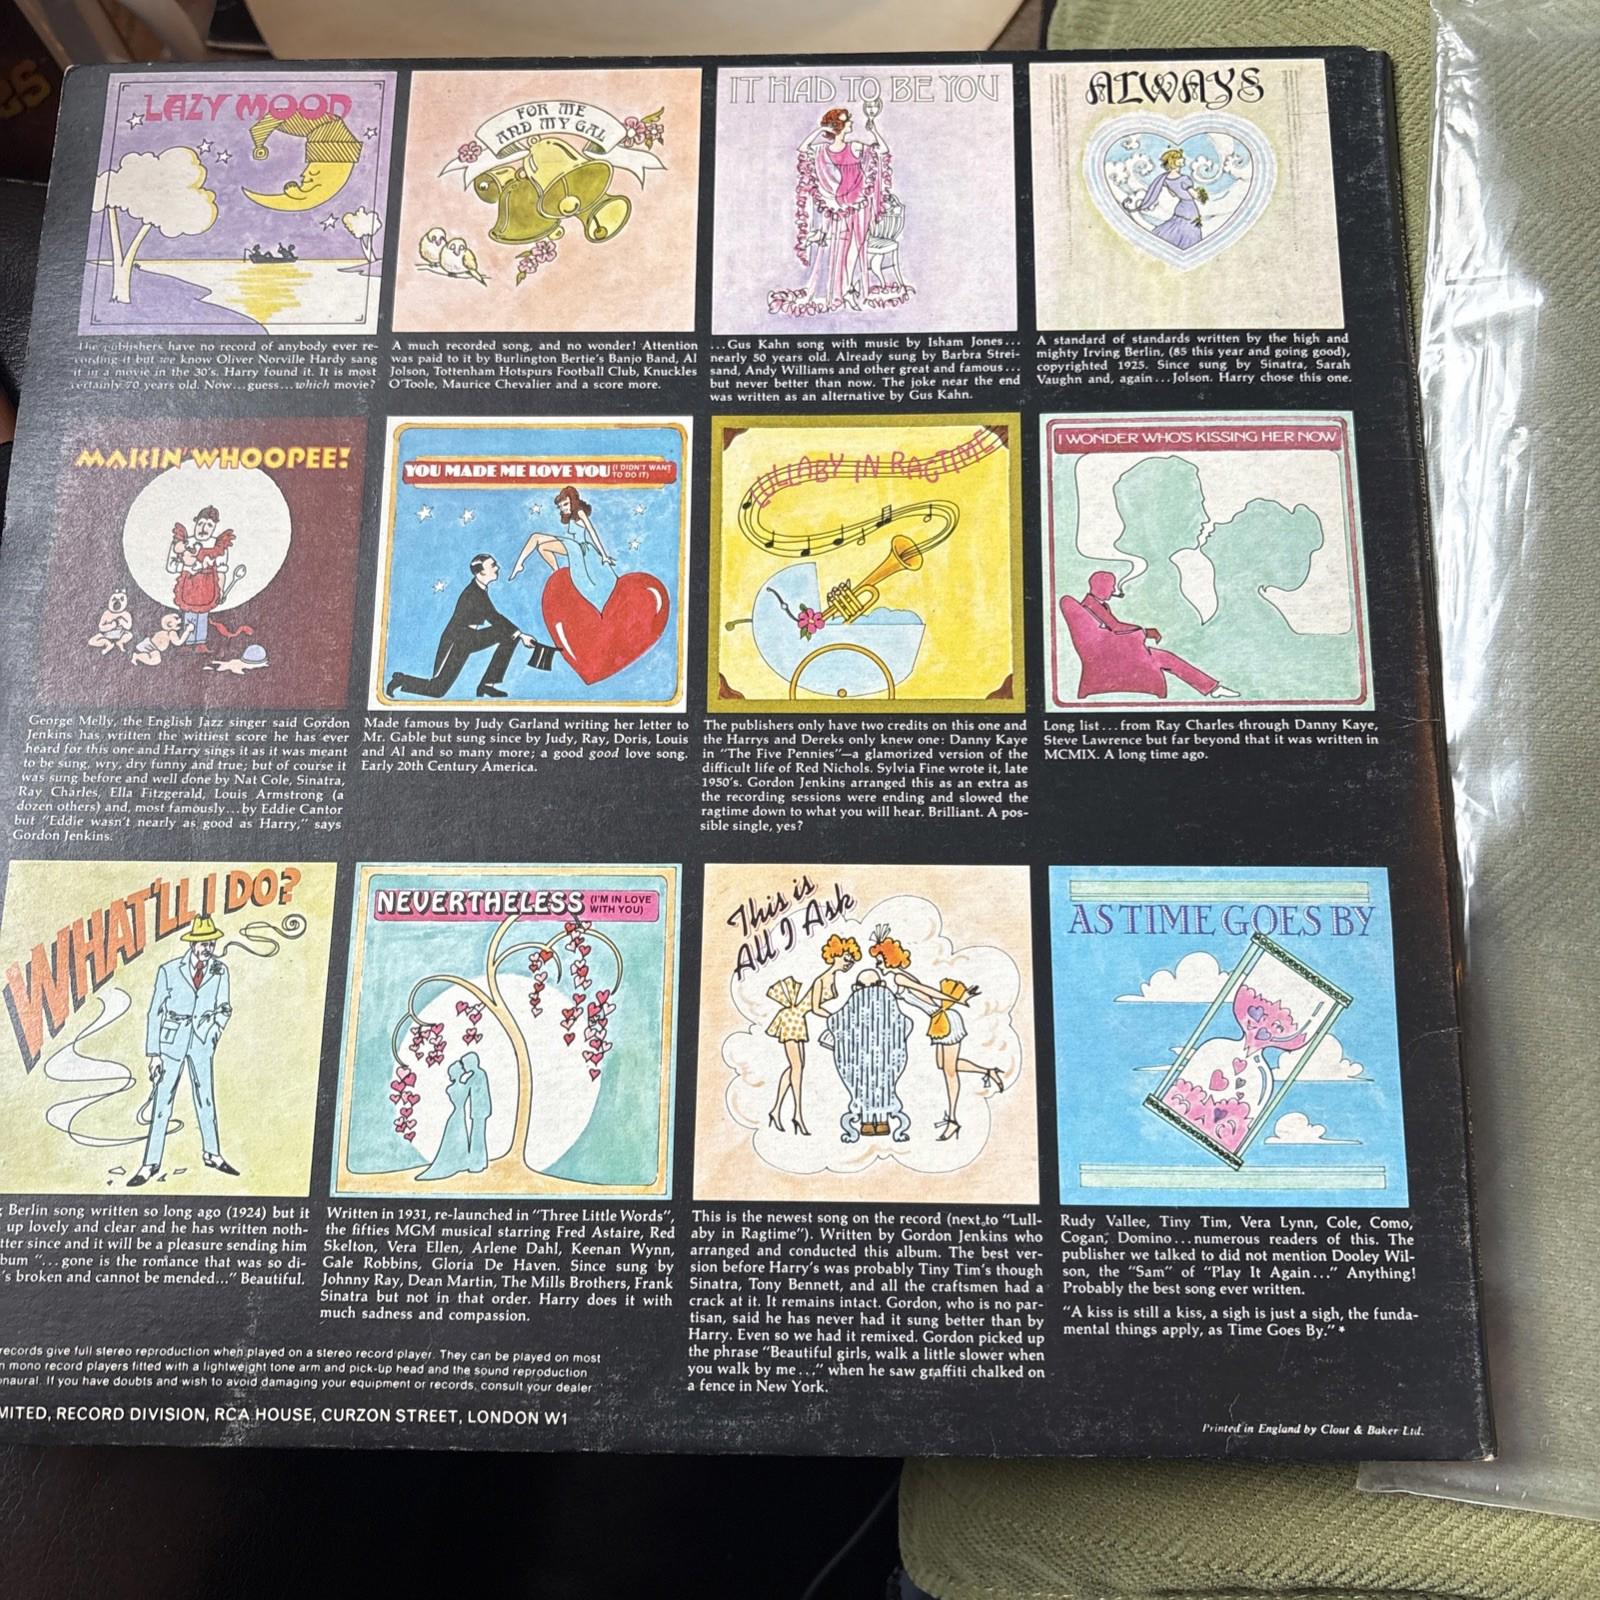 LAZY MOOD
The publishers have no record of anybody ever re-
cording it but we know Oliver Norville Hardy sang
it in a movie in the 30's. Harry found it. It is most
certainly 70 years old. Now...guess...which movie?
FOR ME
AND MY GAL
A much recorded song, and no wonder! Attention
was paid to it by Burlington Bertie's Banjo Band, Al
Jolson, Tottenham Hotspurs Football Club, Knuckles
O'Toole, Maurice Chevalier and a score more.
IT HAD TO BE YOU
...Gus Kahn song with music by Isham Jones...
nearly 50 years old. Already sung by Barbra Strei-
sand, Andy Williams and other great and famous...
but never better than now. The joke near the end
was written as an alternative by Gus Kahn.
ALWAYS
A standard of standards written by the high and
mighty Irving Berlin, (85 this year and going good),
copyrighted 1925. Since sung by Sinatra, Sarah
Vaughn and, again...Jolson. Harry chose this one.
MAKIN' WHOOPEE!
George Melly, the English Jazz singer said Gordon
Jenkins has written the wittiest score he has ever
heard for this one and Harry sings it as it was meant
to be sung, wry, dry funny and true; but of course it
was sung before and well done by Nat Cole, Sinatra,
Ray Charles, Ella Fitzgerald, Louis Armstrong (a
dozen others) and, most famously...by Eddie Cantor
but "Eddie wasn't nearly as good as Harry," says
Gordon Jenkins.
YOU MADE ME LOVE YOU (I DIDN'T WANT
TO DO IT)
Made famous by Judy Garland writing her letter to
Mr. Gable but sung since by Judy, Ray, Doris, Louis
and Al and so many more; a good good love song.
Early 20th Century America.
LULLABY IN RAGTIME
The publishers only have two credits on this one and
the Harrys and Dereks only knew one: Danny Kaye
in "The Five Pennies"—a glamorized version of the
difficult life of Red Nichols. Sylvia Fine wrote it, late
1950's. Gordon Jenkins arranged this as an extra as
the recording sessions were ending and slowed the
ragtime down to what you will hear. Brilliant. A pos-
sible single, yes?
I WONDER WHO'S KISSING HER NOW
Long list...from Ray Charles through Danny Kaye,
Steve Lawrence but far beyond that it was written in
MCMIX. A long time ago.
WHAT'LL I DO?
Berlin song written so long ago (1924) but it
up lovely and clear and he has written noth-
tter since and it will be a pleasure sending him
bum "...gone is the romance that was so di-
's broken and cannot be mended..." Beautiful.
NEVERTHELESS (I'M IN LOVE
WITH YOU)
Written in 1931, re-launched in "Three Little Words",
the fifties MGM musical starring Fred Astaire, Red
Skelton, Vera Ellen, Arlene Dahl, Keenan Wynn,
Gale Robbins, Gloria De Haven. Since sung by
Johnny Ray, Dean Martin, The Mills Brothers, Frank
Sinatra but not in that order. Harry does it with
much sadness and compassion.
This is
All I Ask
This is the newest song on the record (next to "Lull-
aby in Ragtime"). Written by Gordon Jenkins who
arranged and conducted this album. The best ver-
sion before Harry's was probably Tiny Tim's though
Sinatra, Tony Bennett, and all the craftsmen had a
crack at it. It remains intact. Gordon, who is no par-
tisan, said he has never had it sung better than by
Harry. Even so we had it remixed. Gordon picked up
the phrase "Beautiful girls, walk a little slower when
you walk by me..." when he saw graffiti chalked on
a fence in New York.
AS TIME GOES BY
Rudy Vallee, Tiny Tim, Vera Lynn, Cole, Como,
Cogan, Domino...numerous readers of this. The
publisher we talked to did not mention Dooley Wil-
son, the "Sam" of "Play It Again..." Anything!
Probably the best song ever written.
"A kiss is still a kiss, a sigh is just a sigh, the funda-
mental things apply, as Time Goes By."*
records give full stereo reproduction when played on a stereo record player. They can be played on most
n mono record players fitted with a lightweight tone arm and pick-up head and the sound reproduction
onaural. If you have doubts and wish to avoid damaging your equipment or records, consult your dealer
MITED, RECORD DIVISION, RCA HOUSE, CURZON STREET, LONDON W1
Printed in England by Clout & Baker Ltd.